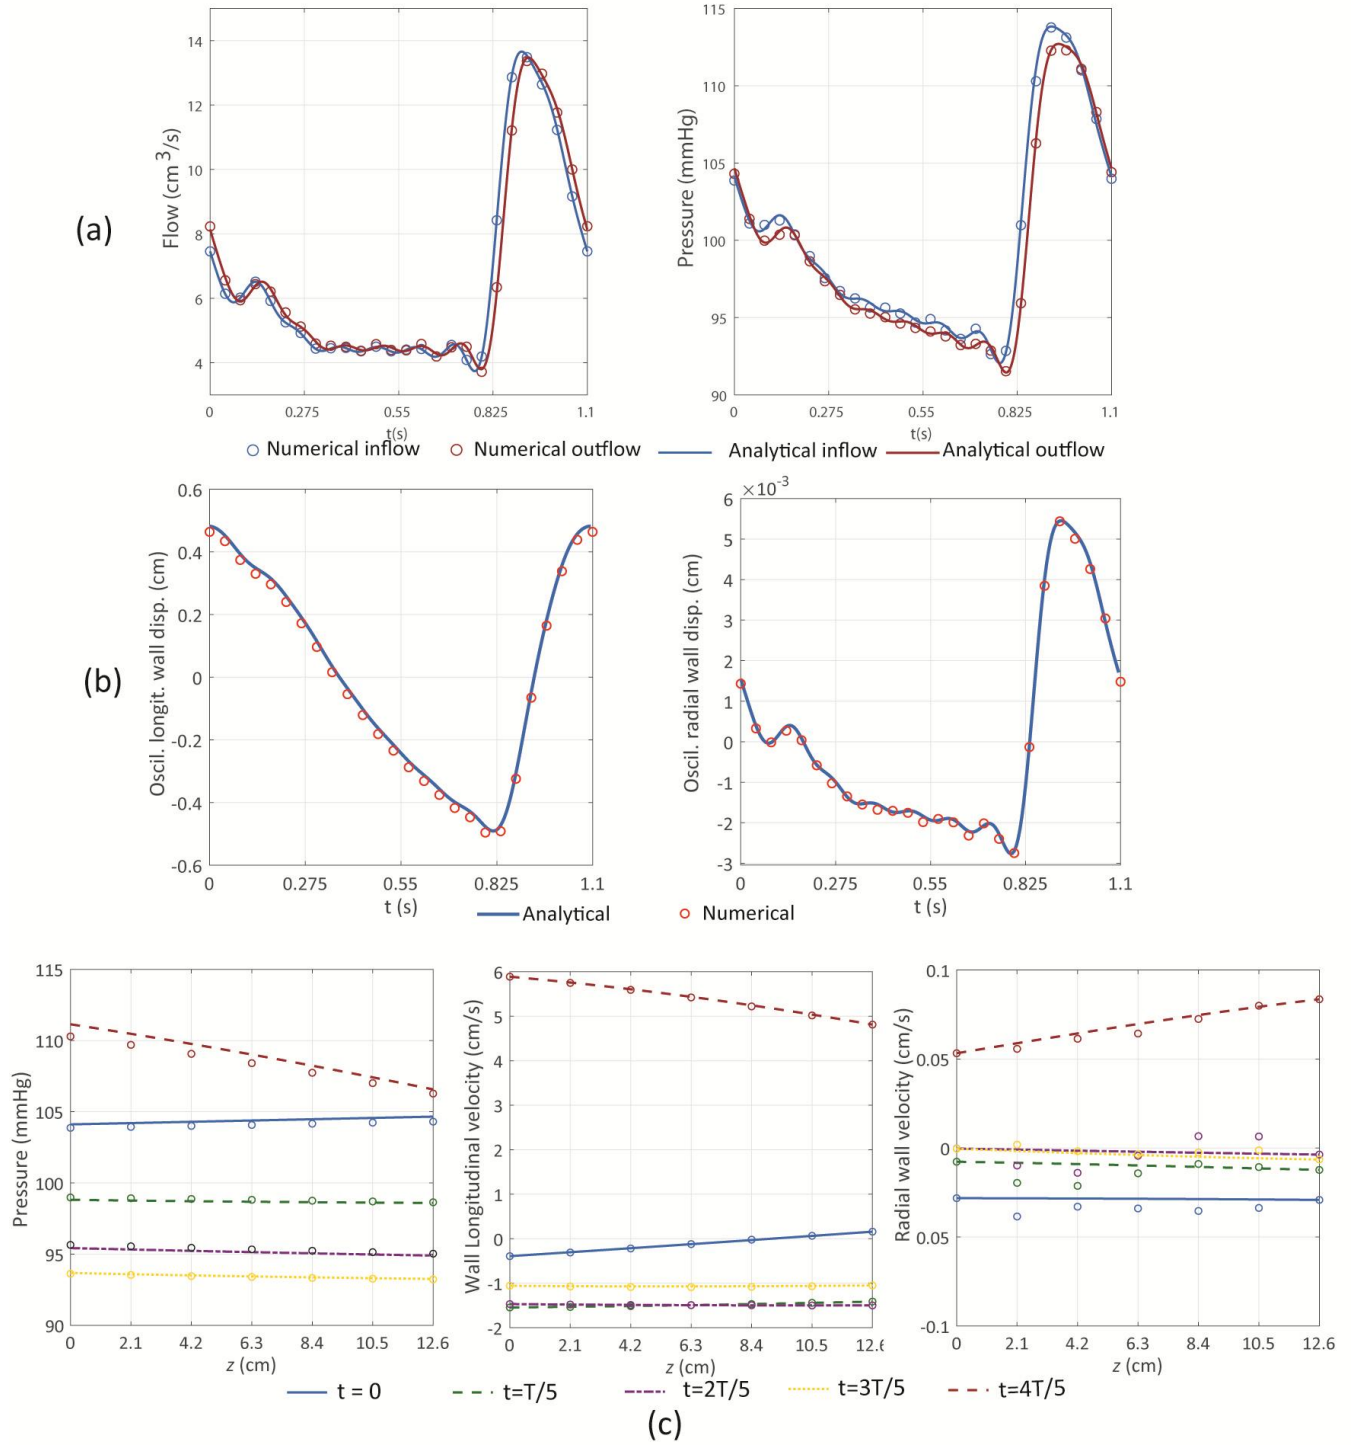 (a)
Flow (cm³/s)
14
12
10
8
6
4
0 0.275 0.55 0.825 1.1
t(s)
Pressure (mmHg)
115
110
105
100
95
90
0 0.275 0.55 0.825 1.1
t(s)
Numerical inflow Numerical outflow Analytical inflow Analytical outflow
(b)
Oscil. longit. wall disp. (cm)
0.6
0.4
0.2
0
-0.2
-0.4
-0.6
0 0.275 0.55 0.825 1.1
t (s)
Oscil. radial wall disp. (cm)
×10⁻³
6
5
4
3
2
1
0
-1
-2
-3
0 0.275 0.55 0.825 1.1
t (s)
Analytical Numerical
Pressure (mmHg)
115
110
105
100
95
90
0 2.1 4.2 6.3 8.4 10.5 12.6
z (cm)
Wall Lngitudinal velocity (cm/s)
6
5
4
3
2
1
0
-1
-2
0 2.1 4.2 6.3 8.4 10.5 12.6
z (cm)
Radial wall velocity (cm/s)
0.1
0.05
0
0.05
-0.1
0 2.1 4.2 6.3 8.4 10.5 12.6
z (cm)
t = 0 t=T/5 t=2T/5 t=3T/5 t=4T/5
(c)